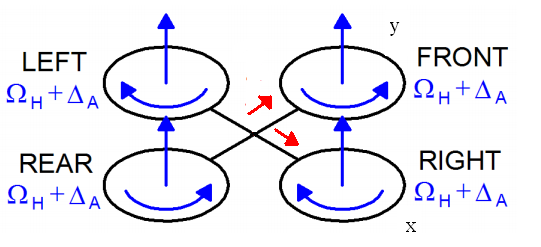 y
LEFT
Ω_H + Δ_A
FRONT
Ω_H + Δ_A
REAR
Ω_H + Δ_A
RIGHT
Ω_H + Δ_A
x